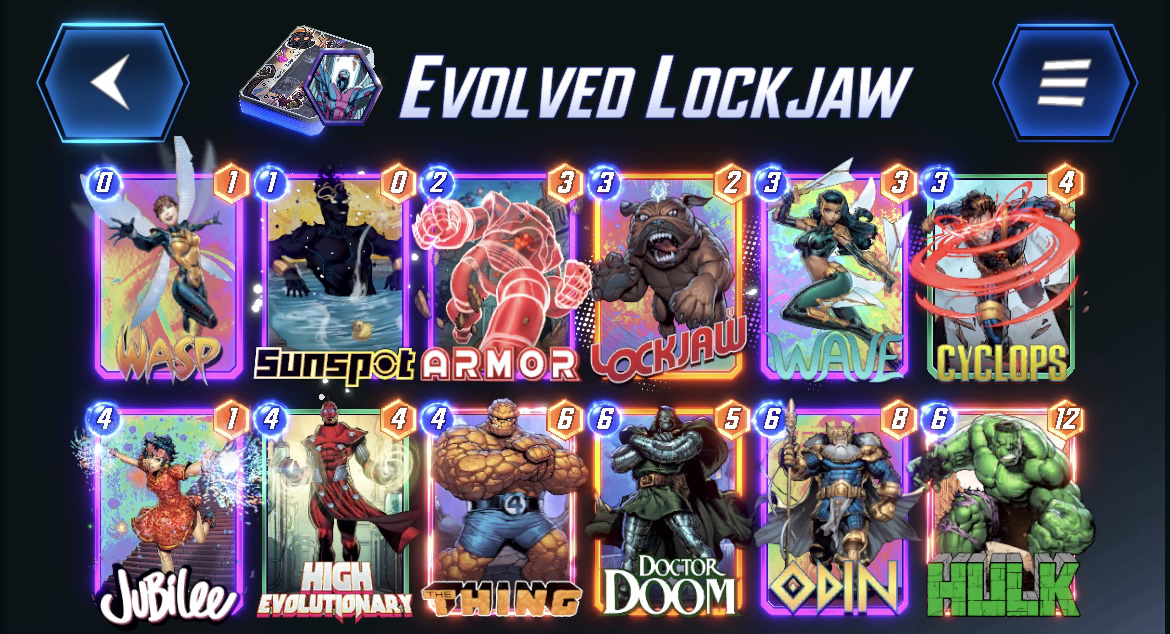 EVOLVED LOCKJAW
0 1 1 0 2 3 3 2 3 3 3 4
WASP Sunspot ARMOR LOCKJAW WAVE CYCLOPS
4 1 4 4 4 6 6 5 6 8 6 12
4
JUBilee HIGH EVOLUTIONARY THE THING DOCTOR DOOM ODIN HULK